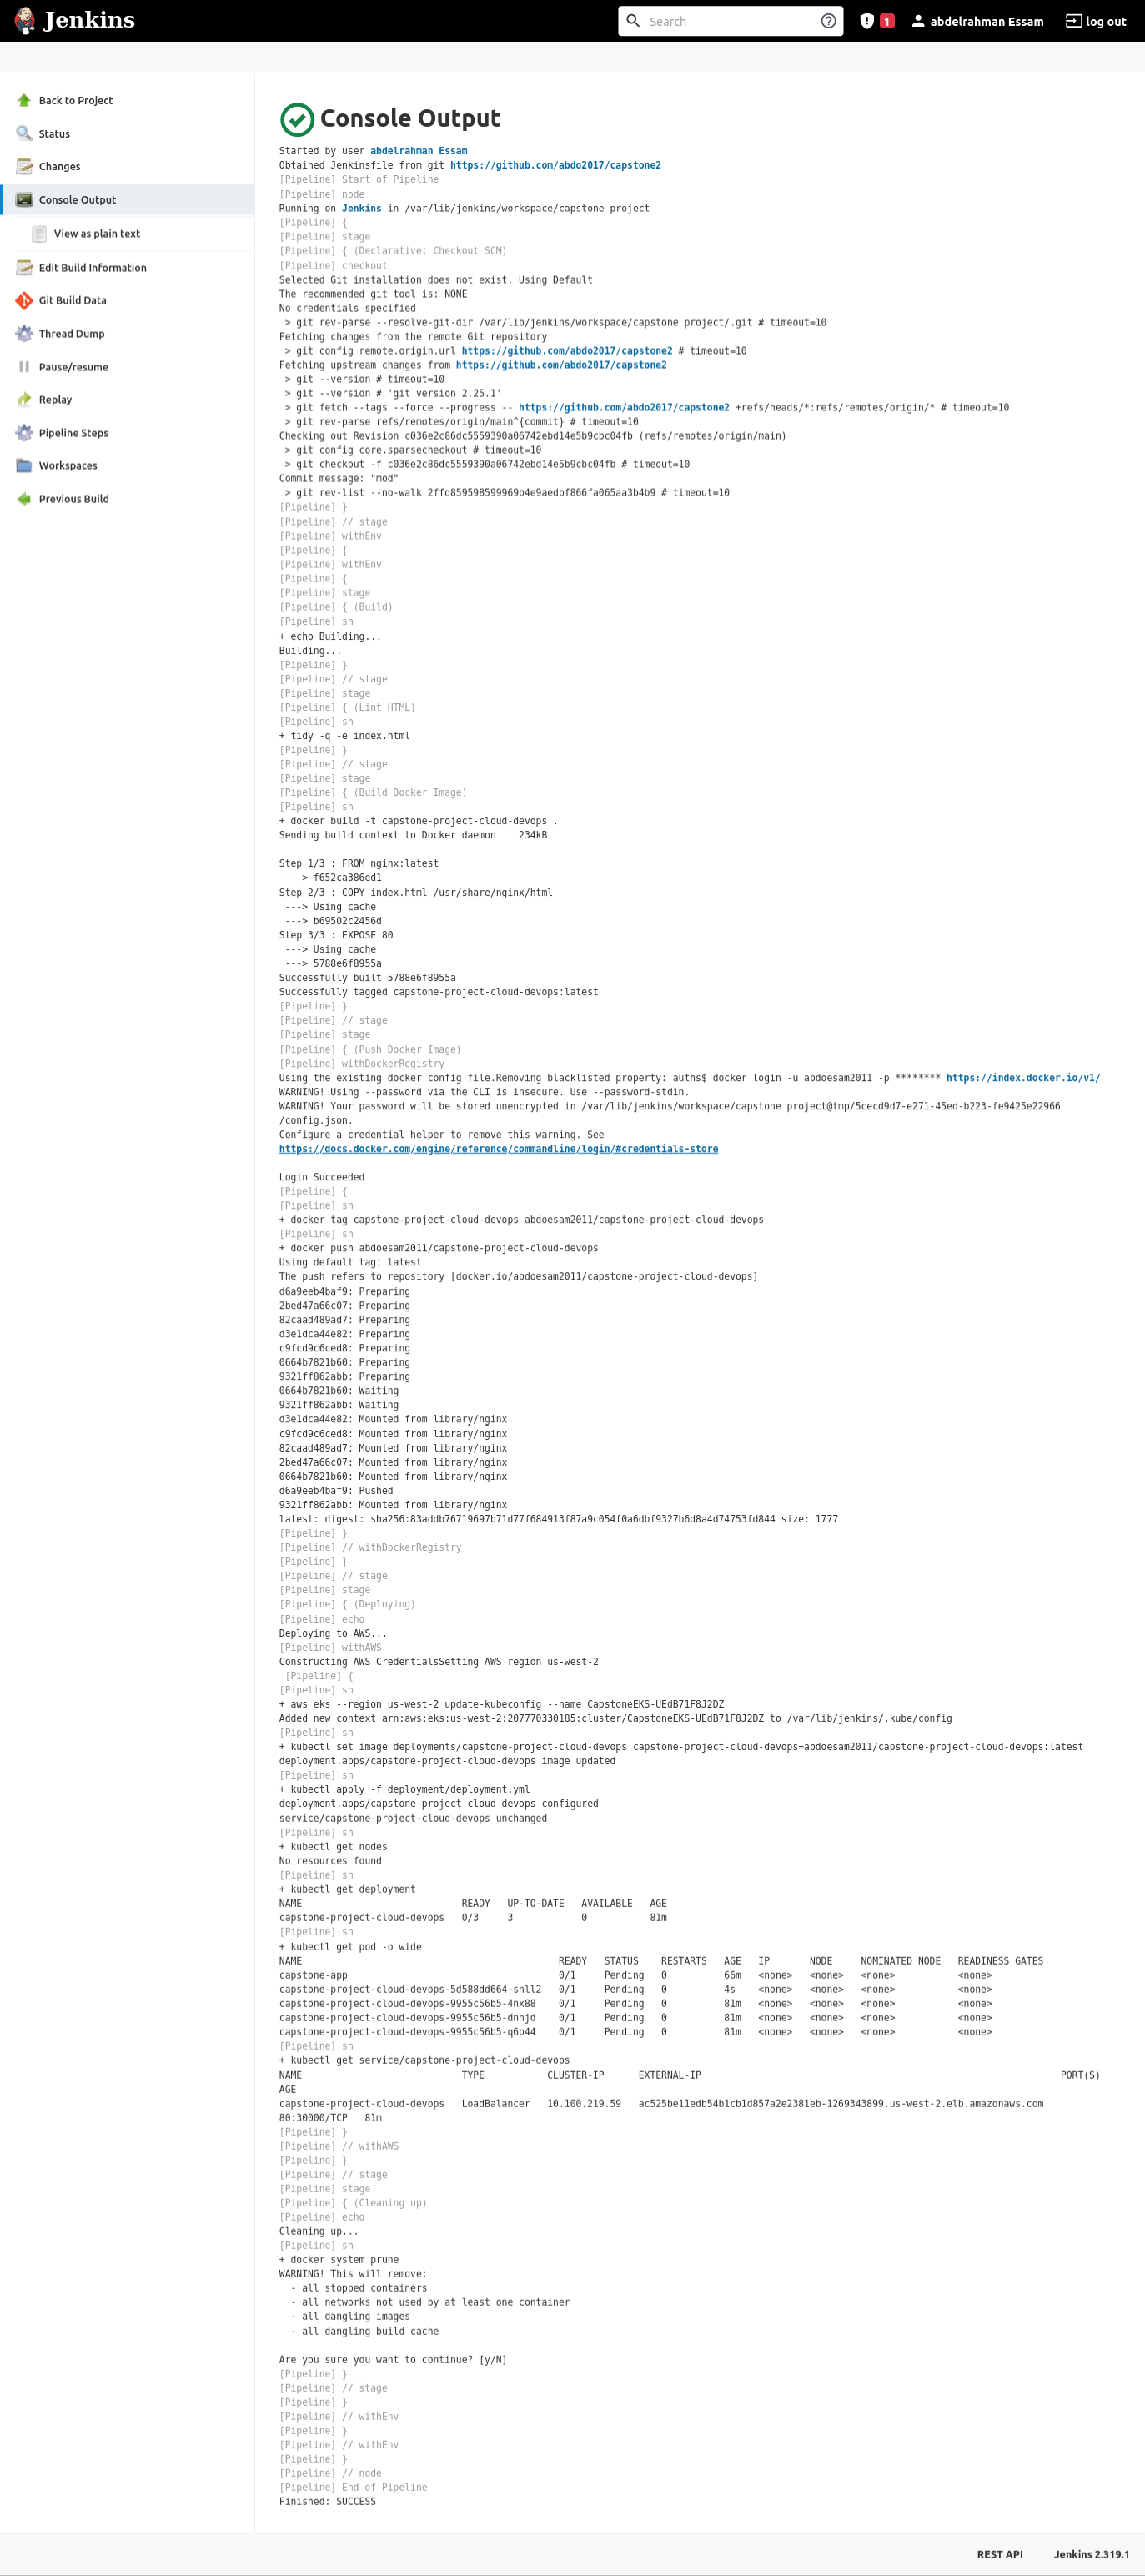 Jenkins
Search
1
abdelrahman Essam
log out
Back to Project
Status
Changes
Console Output
View as plain text
Edit Build Information
Git Build Data
Thread Dump
Pause/resume
Replay
Pipeline Steps
Workspaces
Previous Build
Console Output
Started by user abdelrahman Essam
Obtained Jenkinsfile from git https://github.com/abdo2017/capstone2
[Pipeline] Start of Pipeline
[Pipeline] node
Running on Jenkins in /var/lib/jenkins/workspace/capstone project
[Pipeline] {
[Pipeline] stage
[Pipeline] { (Declarative: Checkout SCM)
[Pipeline] checkout
Selected Git installation does not exist. Using Default
The recommended git tool is: NONE
No credentials specified
 > git rev-parse --resolve-git-dir /var/lib/jenkins/workspace/capstone project/.git # timeout=10
Fetching changes from the remote Git repository
 > git config remote.origin.url https://github.com/abdo2017/capstone2 # timeout=10
Fetching upstream changes from https://github.com/abdo2017/capstone2
 > git --version # timeout=10
 > git --version # 'git version 2.25.1'
 > git fetch --tags --force --progress -- https://github.com/abdo2017/capstone2 +refs/heads/*:refs/remotes/origin/* # timeout=10
 > git rev-parse refs/remotes/origin/main^{commit} # timeout=10
Checking out Revision c036e2c86dc5559390a06742ebd14e5b9cbc04fb (refs/remotes/origin/main)
 > git config core.sparsecheckout # timeout=10
 > git checkout -f c036e2c86dc5559390a06742ebd14e5b9cbc04fb # timeout=10
Commit message: "mod"
 > git rev-list --no-walk 2ffd859598599969b4e9aedbf866fa065aa3b4b9 # timeout=10
[Pipeline] }
[Pipeline] // stage
[Pipeline] withEnv
[Pipeline] {
[Pipeline] withEnv
[Pipeline] {
[Pipeline] stage
[Pipeline] { (Build)
[Pipeline] sh
+ echo Building...
Building...
[Pipeline] }
[Pipeline] // stage
[Pipeline] stage
[Pipeline] { (Lint HTML)
[Pipeline] sh
+ tidy -q -e index.html
[Pipeline] }
[Pipeline] // stage
[Pipeline] stage
[Pipeline] { (Build Docker Image)
[Pipeline] sh
+ docker build -t capstone-project-cloud-devops .
Sending build context to Docker daemon    234kB
Step 1/3 : FROM nginx:latest
 ---> f652ca386ed1
Step 2/3 : COPY index.html /usr/share/nginx/html
 ---> Using cache
 ---> b69502c2456d
Step 3/3 : EXPOSE 80
 ---> Using cache
 ---> 5788e6f8955a
Successfully built 5788e6f8955a
Successfully tagged capstone-project-cloud-devops:latest
[Pipeline] }
[Pipeline] // stage
[Pipeline] stage
[Pipeline] { (Push Docker Image)
[Pipeline] withDockerRegistry
Using the existing docker config file.Removing blacklisted property: auths$ docker login -u abdoesam2011 -p ******** https://index.docker.io/v1/
WARNING! Using --password via the CLI is insecure. Use --password-stdin.
WARNING! Your password will be stored unencrypted in /var/lib/jenkins/workspace/capstone project@tmp/5cecd9d7-e271-45ed-b223-fe9425e22966
/config.json.
Configure a credential helper to remove this warning. See
https://docs.docker.com/engine/reference/commandline/login/#credentials-store
Login Succeeded
[Pipeline] {
[Pipeline] sh
+ docker tag capstone-project-cloud-devops abdoesam2011/capstone-project-cloud-devops
[Pipeline] sh
+ docker push abdoesam2011/capstone-project-cloud-devops
Using default tag: latest
The push refers to repository [docker.io/abdoesam2011/capstone-project-cloud-devops]
d6a9eeb4baf9: Preparing
2bed47a66c07: Preparing
82caad489ad7: Preparing
d3e1dca44e82: Preparing
c9fcd9c6ced8: Preparing
0664b7821b60: Preparing
9321ff862abb: Preparing
0664b7821b60: Waiting
9321ff862abb: Waiting
d3e1dca44e82: Mounted from library/nginx
c9fcd9c6ced8: Mounted from library/nginx
82caad489ad7: Mounted from library/nginx
2bed47a66c07: Mounted from library/nginx
0664b7821b60: Mounted from library/nginx
d6a9eeb4baf9: Pushed
9321ff862abb: Mounted from library/nginx
latest: digest: sha256:83addb76719697b71d77f684913f87a9c054f0a6dbf9327b6d8a4d74753fd844 size: 1777
[Pipeline] }
[Pipeline] // withDockerRegistry
[Pipeline] }
[Pipeline] // stage
[Pipeline] stage
[Pipeline] { (Deploying)
[Pipeline] echo
Deploying to AWS...
[Pipeline] withAWS
Constructing AWS CredentialsSetting AWS region us-west-2
 [Pipeline] {
[Pipeline] sh
+ aws eks --region us-west-2 update-kubeconfig --name CapstoneEKS-UEdB71F8J2DZ
Added new context arn:aws:eks:us-west-2:207770330185:cluster/CapstoneEKS-UEdB71F8J2DZ to /var/lib/jenkins/.kube/config
[Pipeline] sh
+ kubectl set image deployments/capstone-project-cloud-devops capstone-project-cloud-devops=abdoesam2011/capstone-project-cloud-devops:latest
deployment.apps/capstone-project-cloud-devops image updated
[Pipeline] sh
+ kubectl apply -f deployment/deployment.yml
deployment.apps/capstone-project-cloud-devops configured
service/capstone-project-cloud-devops unchanged
[Pipeline] sh
+ kubectl get nodes
No resources found
[Pipeline] sh
+ kubectl get deployment
NAME                            READY   UP-TO-DATE   AVAILABLE   AGE
capstone-project-cloud-devops   0/3     3            0           81m
[Pipeline] sh
+ kubectl get pod -o wide
NAME                                             READY   STATUS    RESTARTS   AGE   IP       NODE     NOMINATED NODE   READINESS GATES
capstone-app                                     0/1     Pending   0          66m   <none>   <none>   <none>           <none>
capstone-project-cloud-devops-5d588dd664-snll2   0/1     Pending   0          4s    <none>   <none>   <none>           <none>
capstone-project-cloud-devops-9955c56b5-4nx88    0/1     Pending   0          81m   <none>   <none>   <none>           <none>
capstone-project-cloud-devops-9955c56b5-dnhjd    0/1     Pending   0          81m   <none>   <none>   <none>           <none>
capstone-project-cloud-devops-9955c56b5-q6p44    0/1     Pending   0          81m   <none>   <none>   <none>           <none>
[Pipeline] sh
+ kubectl get service/capstone-project-cloud-devops
NAME                            TYPE           CLUSTER-IP      EXTERNAL-IP                                                               PORT(S)
AGE
capstone-project-cloud-devops   LoadBalancer   10.100.219.59   ac525be11edb54b1cb1d857a2e2381eb-1269343899.us-west-2.elb.amazonaws.com
80:30000/TCP   81m
[Pipeline] }
[Pipeline] // withAWS
[Pipeline] }
[Pipeline] // stage
[Pipeline] stage
[Pipeline] { (Cleaning up)
[Pipeline] echo
Cleaning up...
[Pipeline] sh
+ docker system prune
WARNING! This will remove:
  - all stopped containers
  - all networks not used by at least one container
  - all dangling images
  - all dangling build cache
Are you sure you want to continue? [y/N]
[Pipeline] }
[Pipeline] // stage
[Pipeline] }
[Pipeline] // withEnv
[Pipeline] }
[Pipeline] // withEnv
[Pipeline] }
[Pipeline] // node
[Pipeline] End of Pipeline
Finished: SUCCESS
REST API
Jenkins 2.319.1